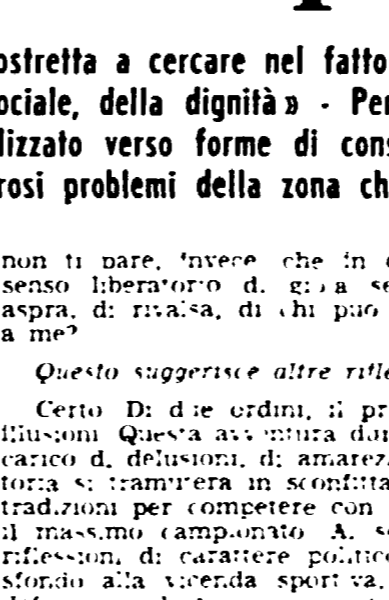 ostretta a cercare nel fatto
ociale, della dignità» - Per
lizzato verso forme di cons
rosi problemi della zona ch
non ti pare, invece che in
senso liberatorio di gioia se
aspra, di rivalsa, di chi può
a me?
Questo suggerisce altre rifle
Certo Di due ordini, il pr
illusioni Questa avventura dun
carico di delusioni, di amarez
toria si tramuterà in sconfitta
tradizioni per competere con
il massimo campionato A. se
riflessioni di carattere politico
sfondo alla vicenda sportiva.